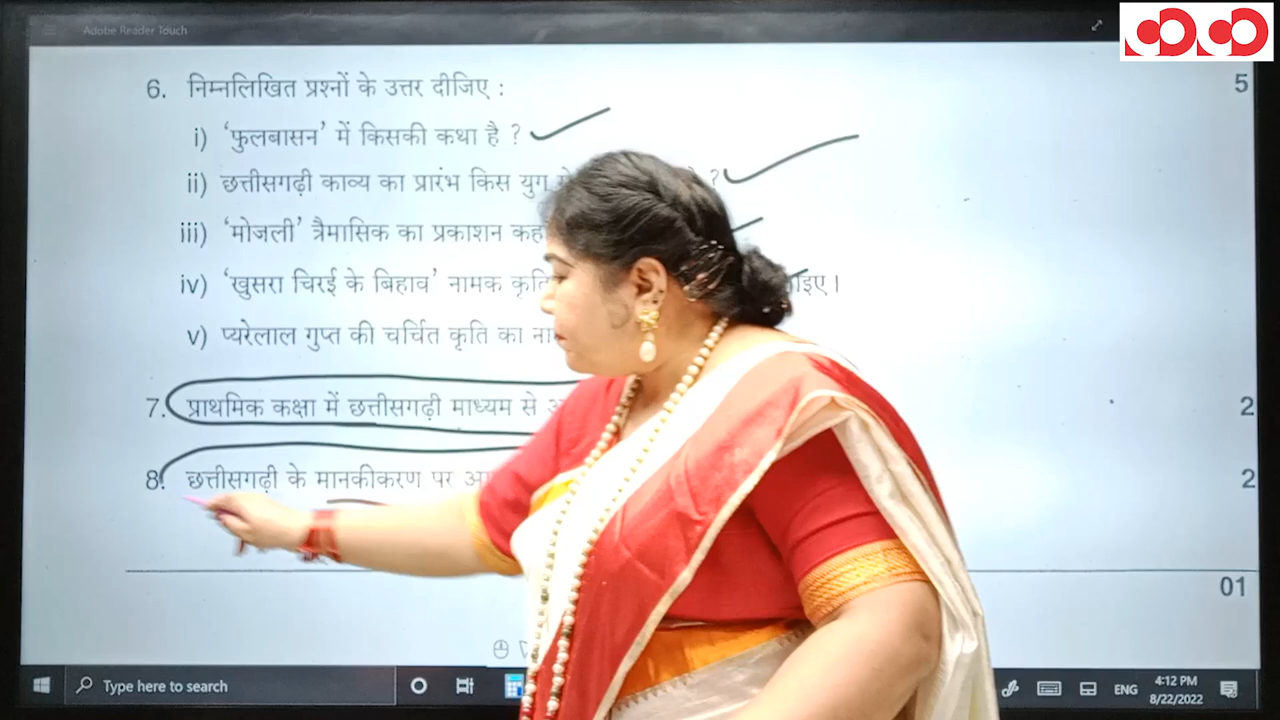 Adobe Reader Touch
6. निम्नलिखित प्रश्नों के उत्तर दीजिए : 5
i) ‘फुलबासन’ में किसकी कथा है ?
ii) छत्तीसगढ़ी काव्य का प्रारंभ किस युग ?
iii) ‘मोजली’ त्रैमासिक का प्रकाशन
iv) ‘खुसरा चिरई के बिहाव’ नामक
v) प्यरेलाल गुप्त की चर्चित कृति का
7. प्राथमिक कक्षा में छत्तीसगढ़ी माध्यम से 2
8. छत्तीसगढ़ी के मानकीकरण पर 2
01
Type here to search
ENG
4:12 PM
8/22/2022